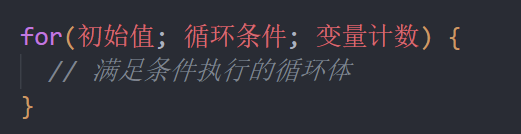 for(初始值; 循环条件; 变量计数) {
  // 满足条件执行的循环体
}